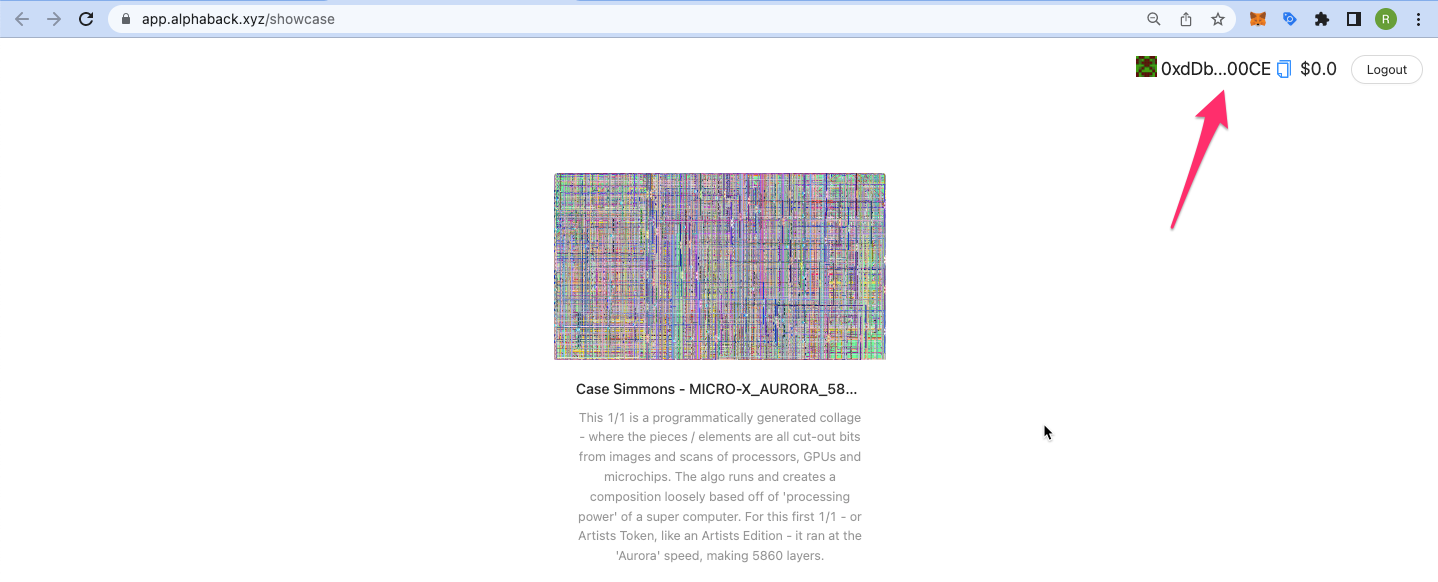 app.alphaback.xyz/showcase
R
0xdDb...00CE $0.0 Logout
Case Simmons - MICRO-X_AURORA_58...
This 1/1 is a programmatically generated collage
- where the pieces / elements are all cut-out bits
from images and scans of processors, GPUs and
microchips. The algo runs and creates a
composition loosely based off of 'processing
power' of a super computer. For this first 1/1 - or
Artists Token, like an Artists Edition - it ran at the
'Aurora' speed, making 5860 layers.